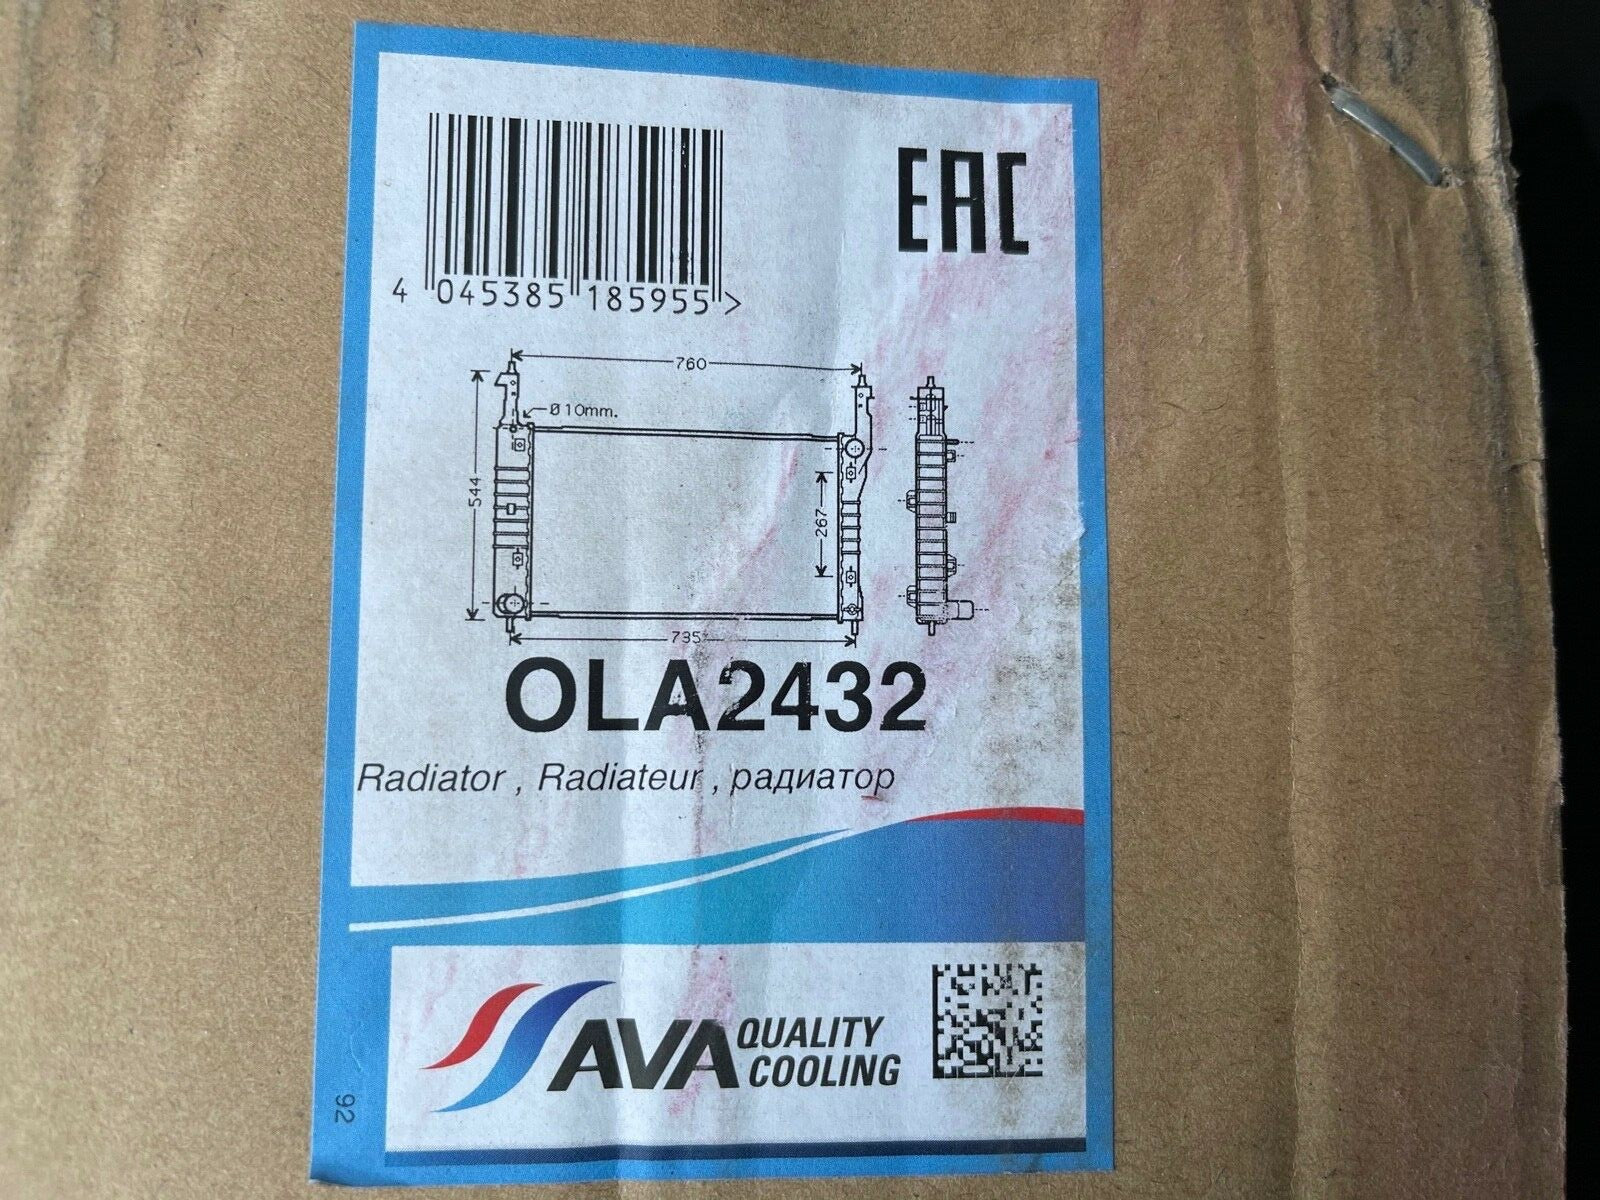 EAC
4 045385 185955 >
760
Ø10mm.
544
267
735
OLA2432
Radiator , Radiateur , радиатор
AVA QUALITY
COOLING
92